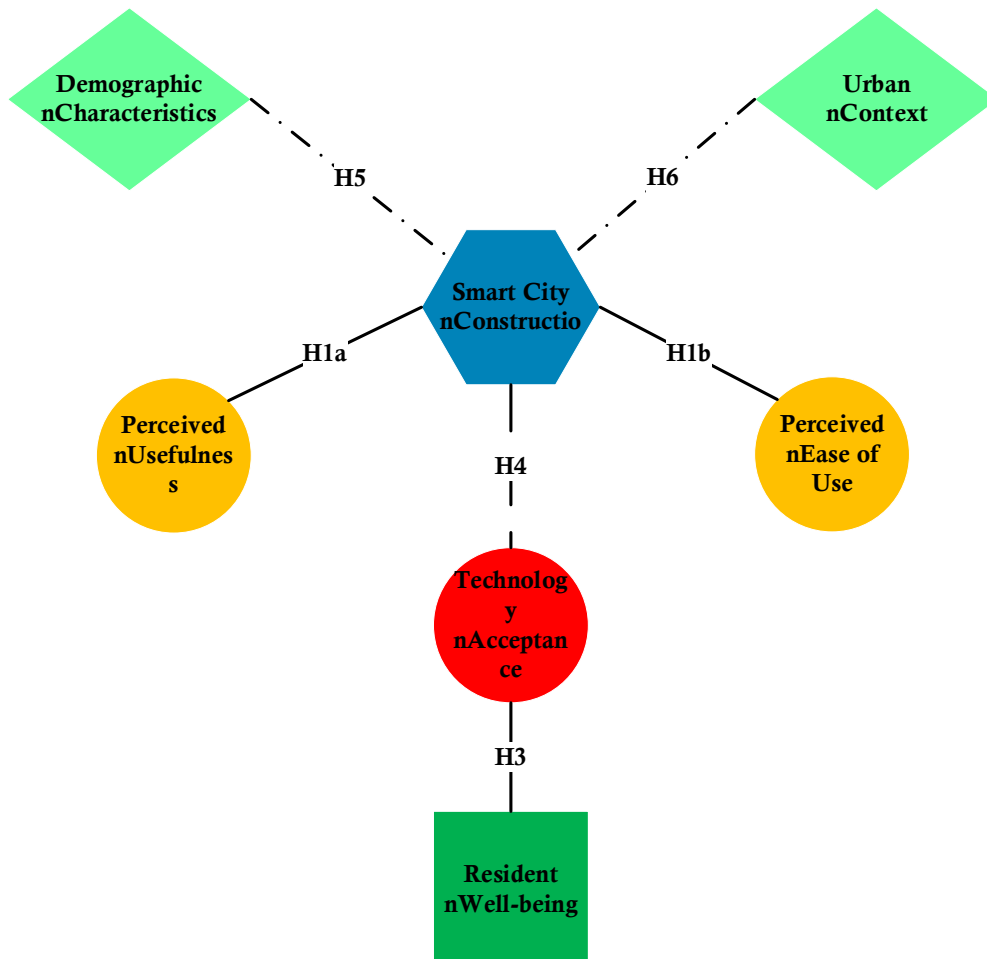 Demographic
nCharacteristics
Urban
nContext
H5
H6
Smart City
nConstructio
H1a
H1b
Perceived
nUsefulnes
s
Perceived
nEase of
Use
H4
Technolog
y
nAcceptan
ce
H3
Resident
nWell-being